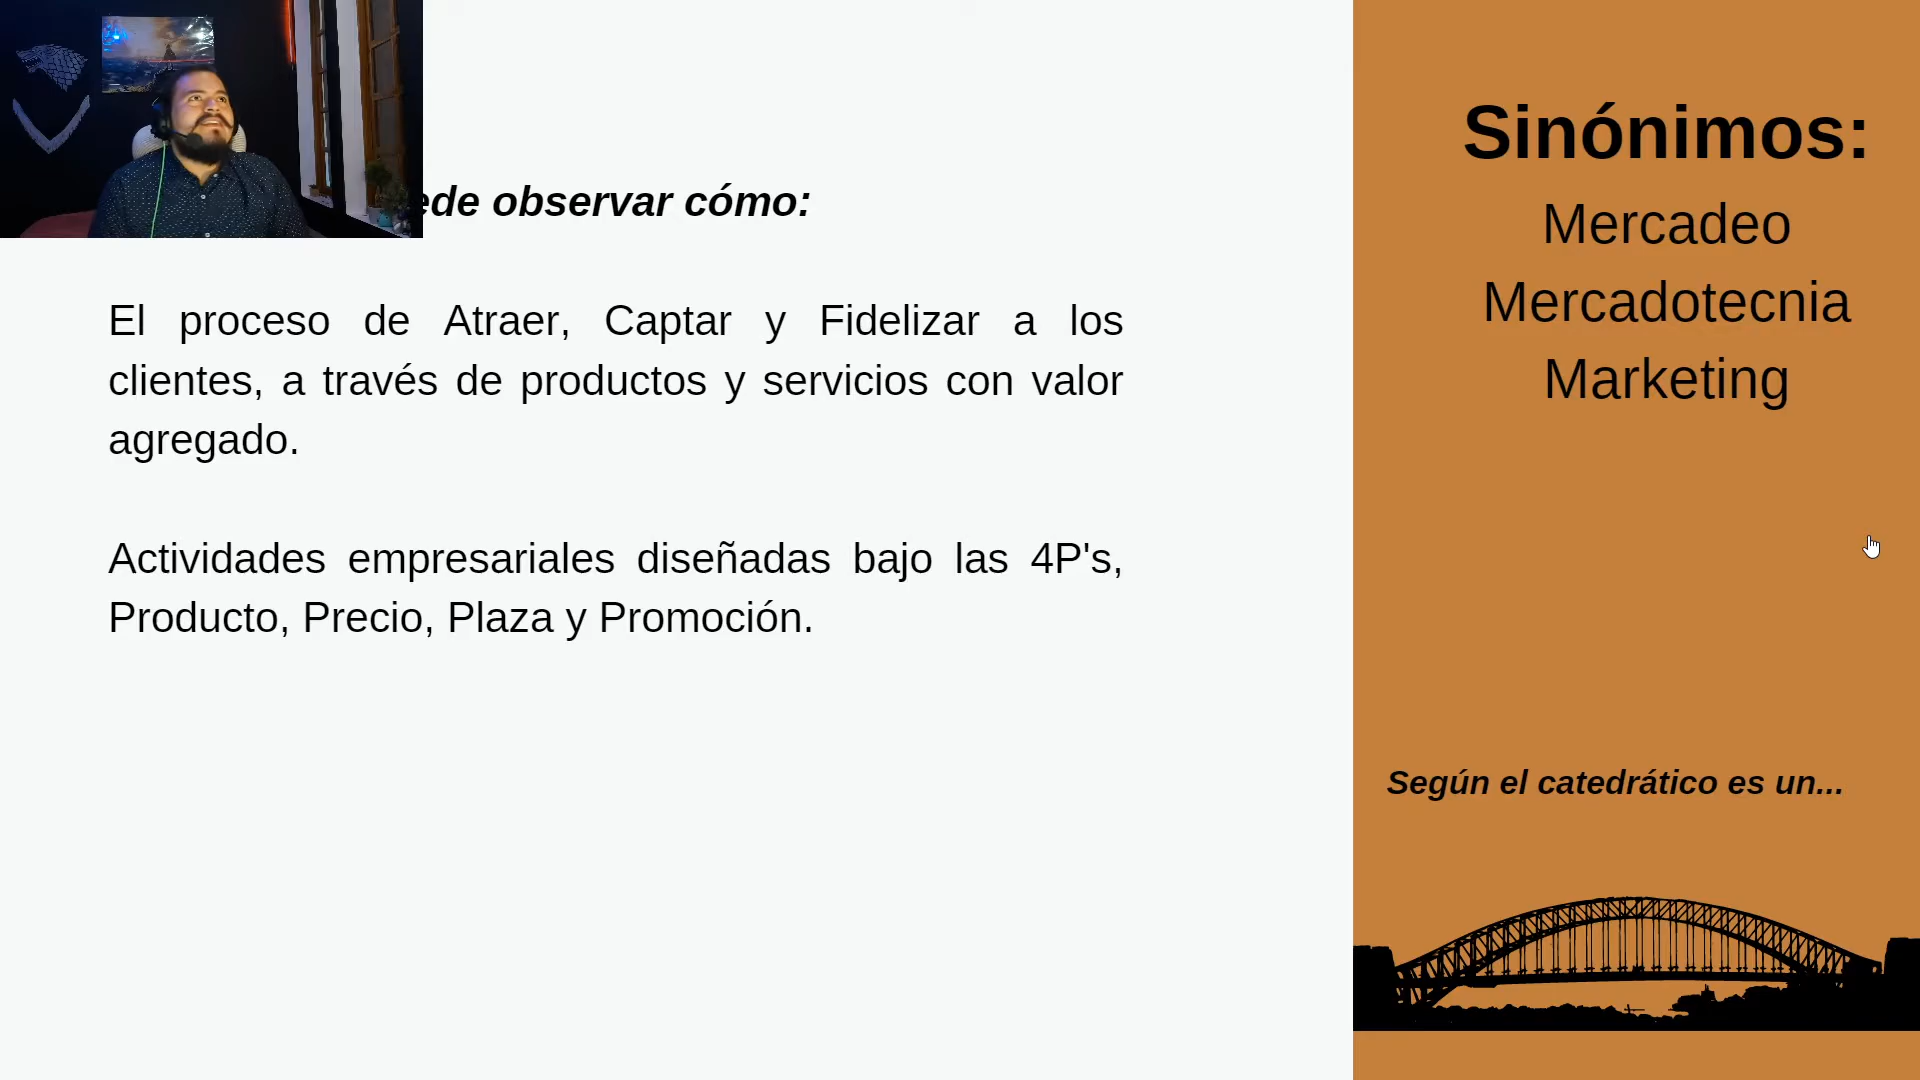 observar cómo:
El proceso de Atraer, Captar y Fidelizar a los
clientes, a través de productos y servicios con valor
agregado.
Actividades empresariales diseñadas bajo las 4P's,
Producto, Precio, Plaza y Promoción.
Sinónimos:
Mercadeo
Mercadotecnia
Marketing
Según el catedrático es un...